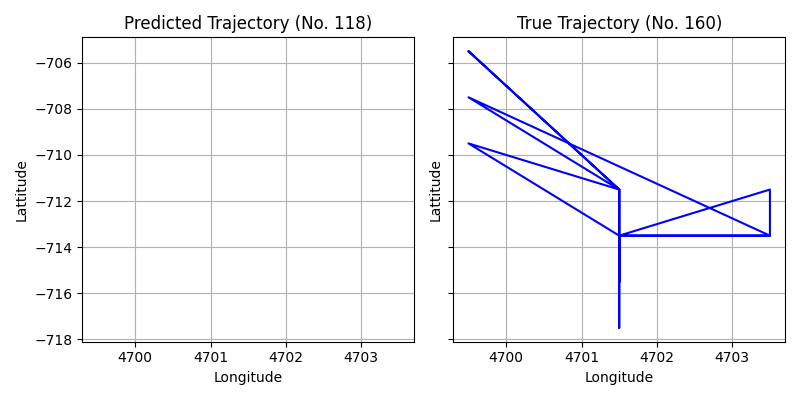 Predicted Trajectory (No. 118)
−706
−708
−710
−712
−714
−716
−718
Lattitude
4700 4701 4702 4703
Longitude
True Trajectory (No. 160)
Lattitude
4700 4701 4702 4703
Longitude